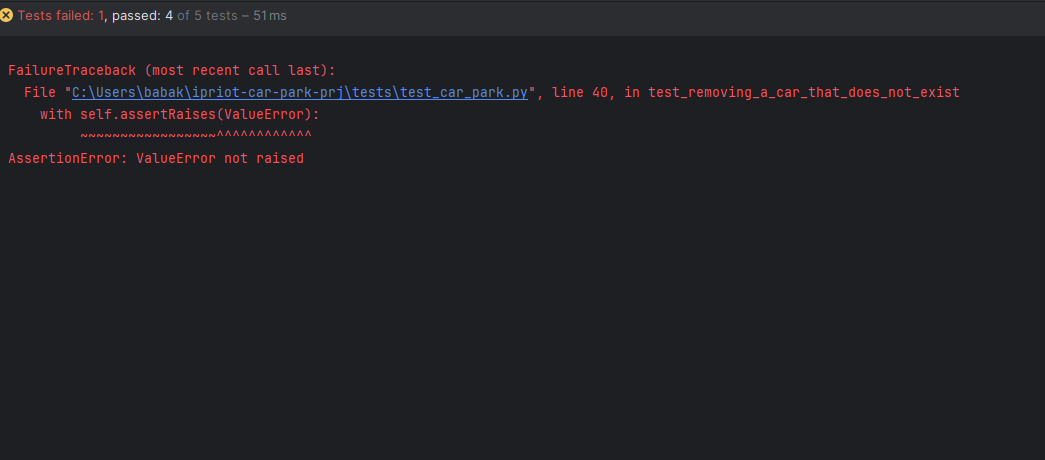 Tests failed: 1, passed: 4 of 5 tests – 51 ms
FailureTraceback (most recent call last):
  File "C:\Users\babak\ipriot-car-park-prj\tests\test_car_park.py", line 40, in test_removing_a_car_that_does_not_exist
    with self.assertRaises(ValueError):
         ~~~~~~~~~~~~~~~~~^^^^^^^^^^^^
AssertionError: ValueError not raised